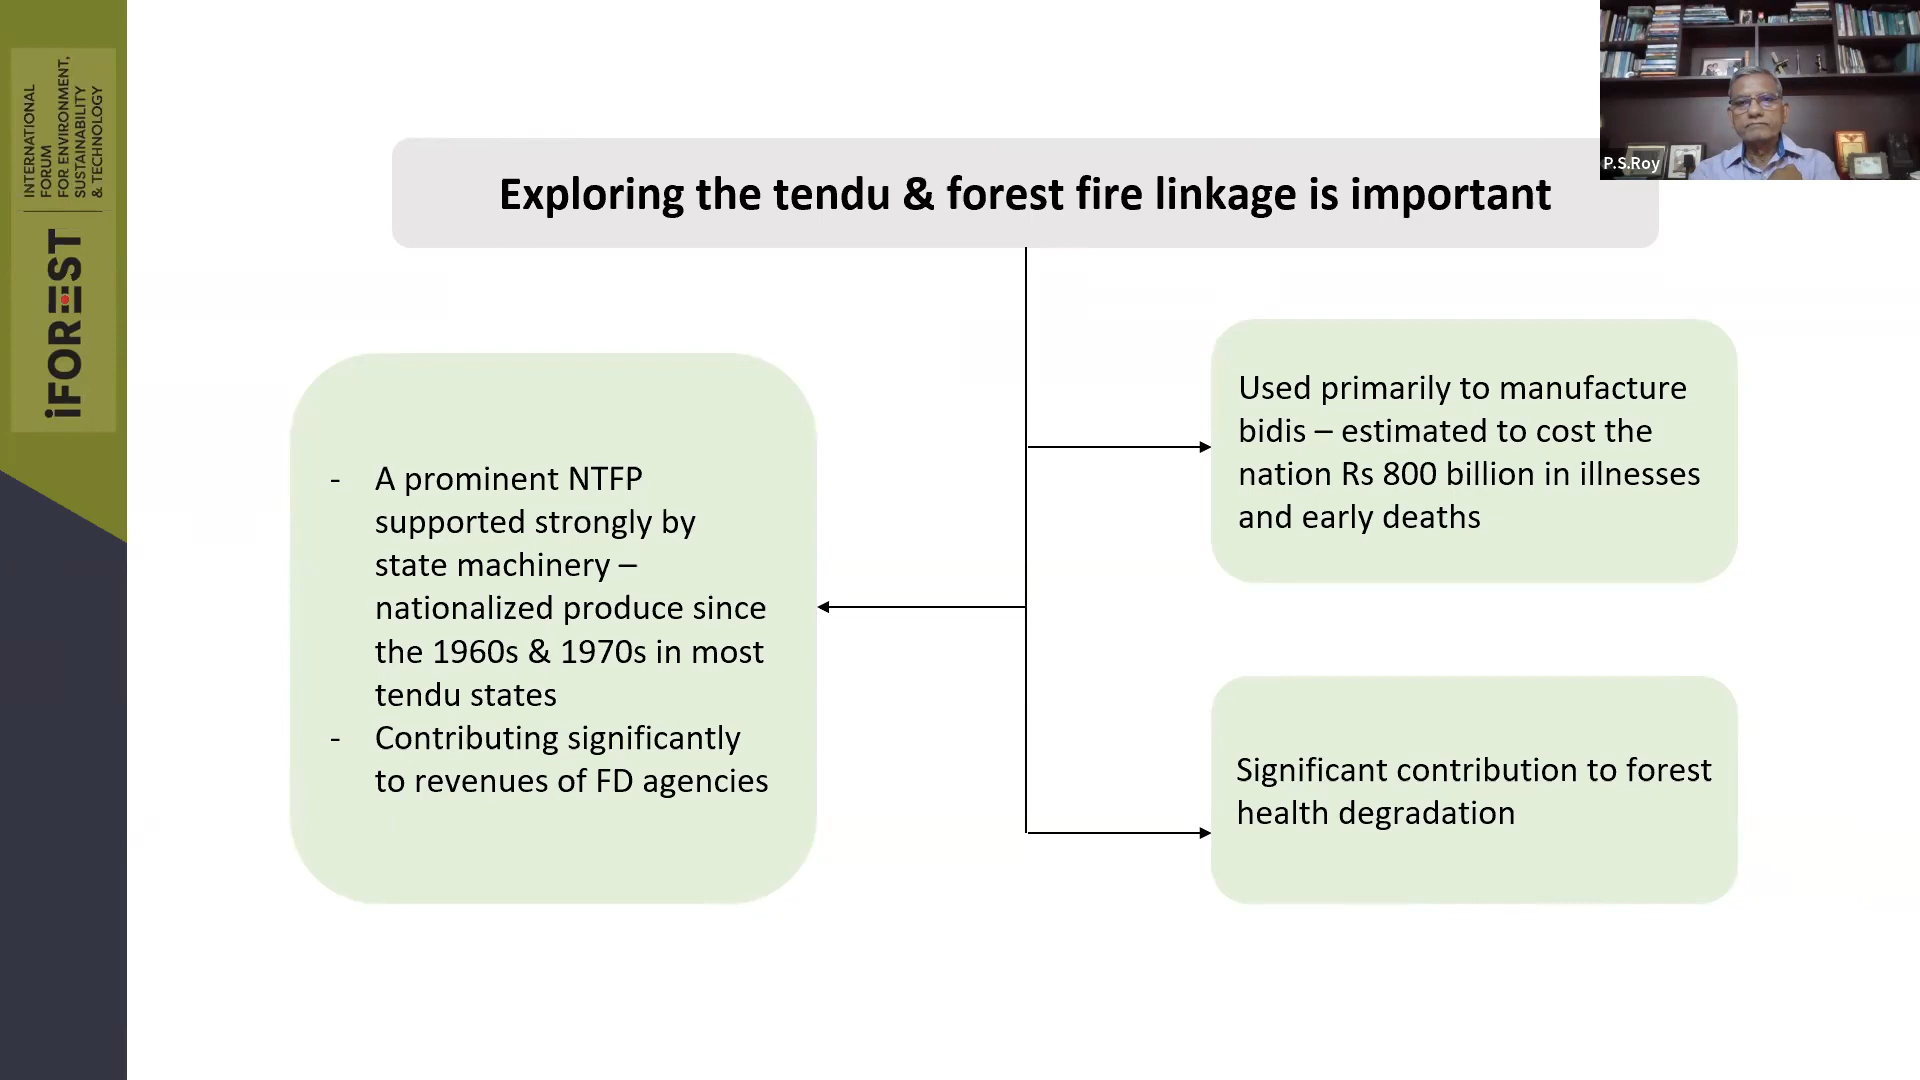 INTERNATIONAL
FORUM
FOR ENVIRONMENT,
SUSTAINABILITY
& TECHNOLOGY
iFOREST
P.S.Roy
Exploring the tendu & forest fire linkage is important
- A prominent NTFP
supported strongly by
state machinery –
nationalized produce since
the 1960s & 1970s in most
tendu states
- Contributing significantly
to revenues of FD agencies
Used primarily to manufacture
bidis – estimated to cost the
nation Rs 800 billion in illnesses
and early deaths
Significant contribution to forest
health degradation